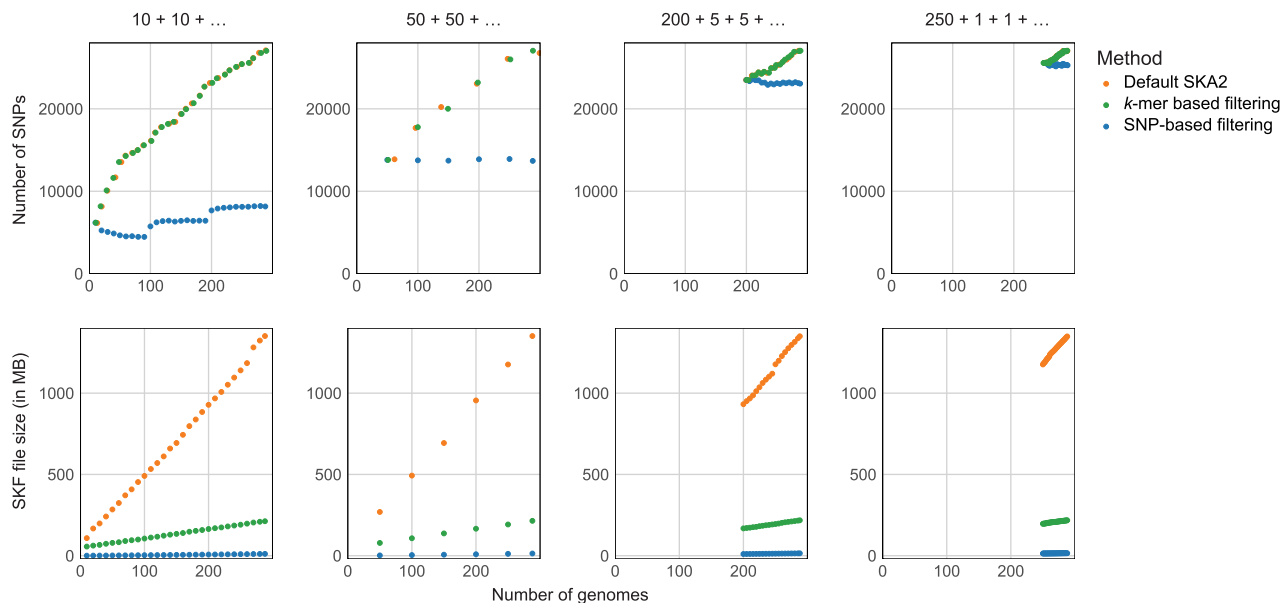 10 + 10 + …
50 + 50 + …
200 + 5 + 5 + …
250 + 1 + 1 + …
Number of SNPs
20000
10000
0
0 100 200
20000
10000
0
0 100 200
20000
10000
0
0 100 200
20000
10000
0
0 100 200
Method
Default SKA2
k-mer based filtering
SNP-based filtering
SKF file size (in MB)
1000
500
0
0 100 200
1000
500
0
0 100 200
1000
500
0
0 100 200
1000
500
0
0 100 200
Number of genomes